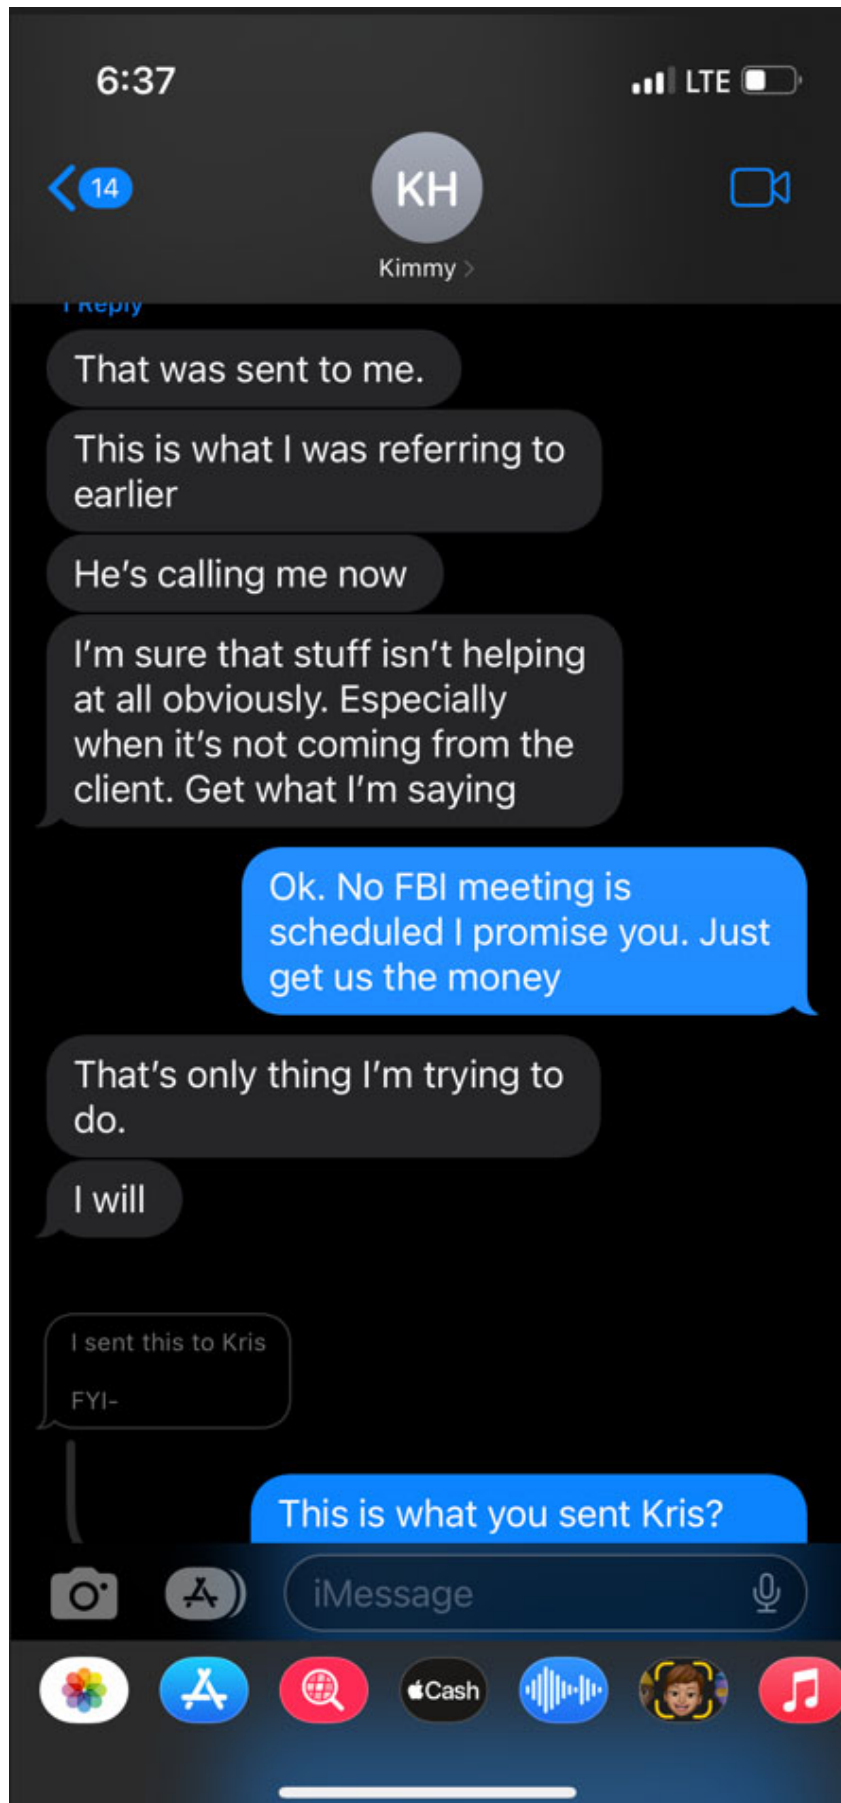 6:37
LTE
14
KH
Kimmy >
1 Reply
That was sent to me.
This is what I was referring to
earlier
He's calling me now
I'm sure that stuff isn't helping
at all obviously. Especially
when it's not coming from the
client. Get what I'm saying
Ok. No FBI meeting is
scheduled I promise you. Just
get us the money
That's only thing I'm trying to
do.
I will
I sent this to Kris
FYI-
This is what you sent Kris?
iMessage
Cash